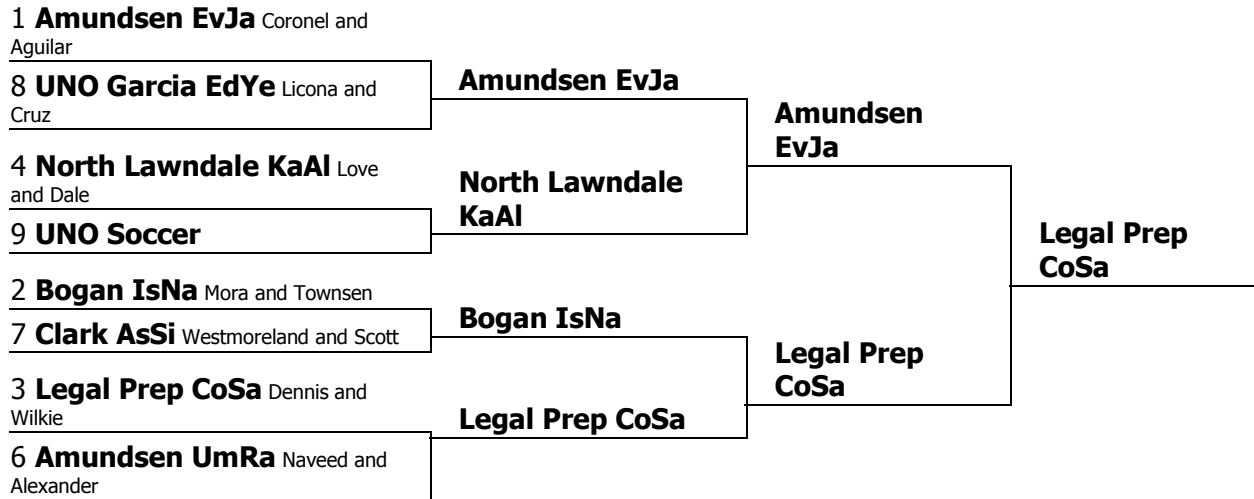 1 Amundsen EvJa Coronel and
Aguilar
8 UNO Garcia EdYe Licona and
Cruz
4 North Lawndale KaAl Love
and Dale
9 UNO Soccer
2 Bogan IsNa Mora and Townsen
7 Clark AsSi Westmoreland and Scott
3 Legal Prep CoSa Dennis and
Wilkie
6 Amundsen UmRa Naveed and
Alexander
Amundsen EvJa
North Lawndale
KaAl
Bogan IsNa
Legal Prep CoSa
Amundsen
EvJa
Legal Prep
CoSa
Legal Prep
CoSa